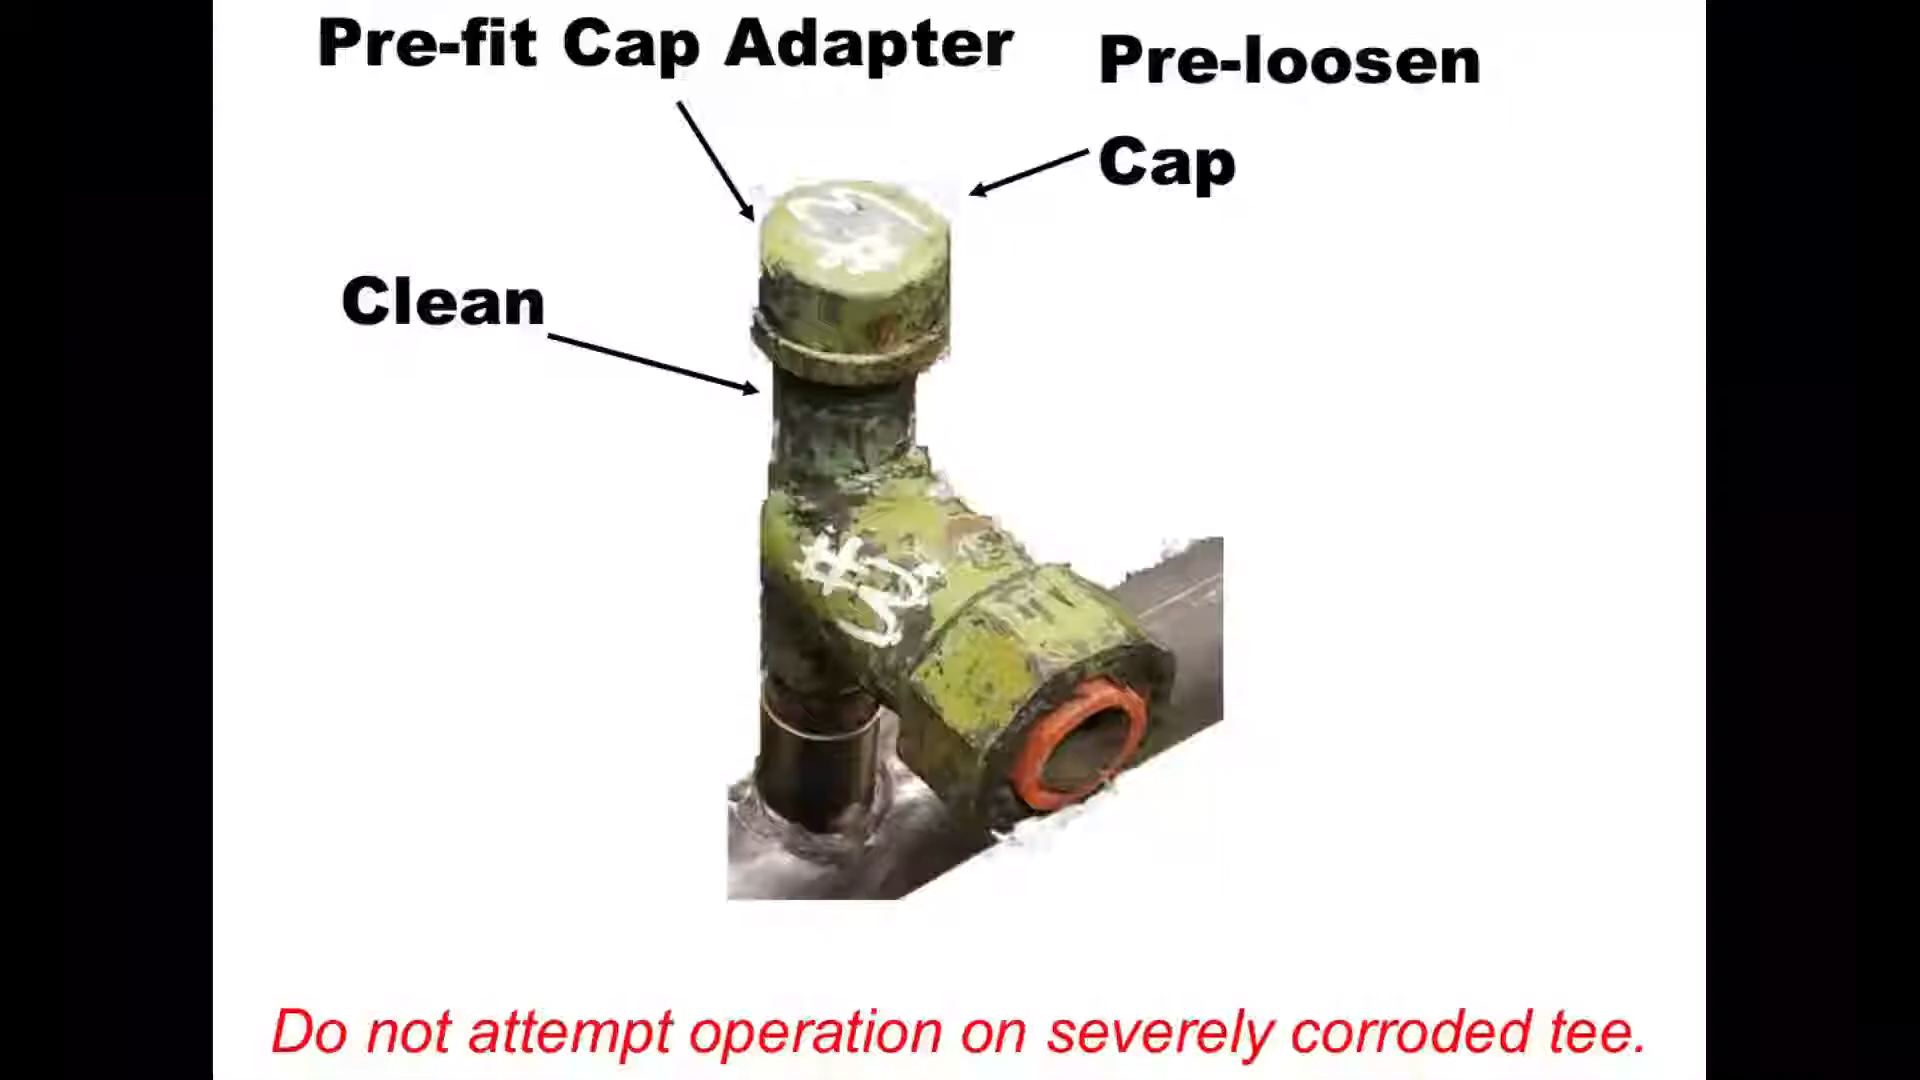 Pre-fit Cap Adapter
Pre-loosen
Cap
Clean
Do not attempt operation on severely corroded tee.